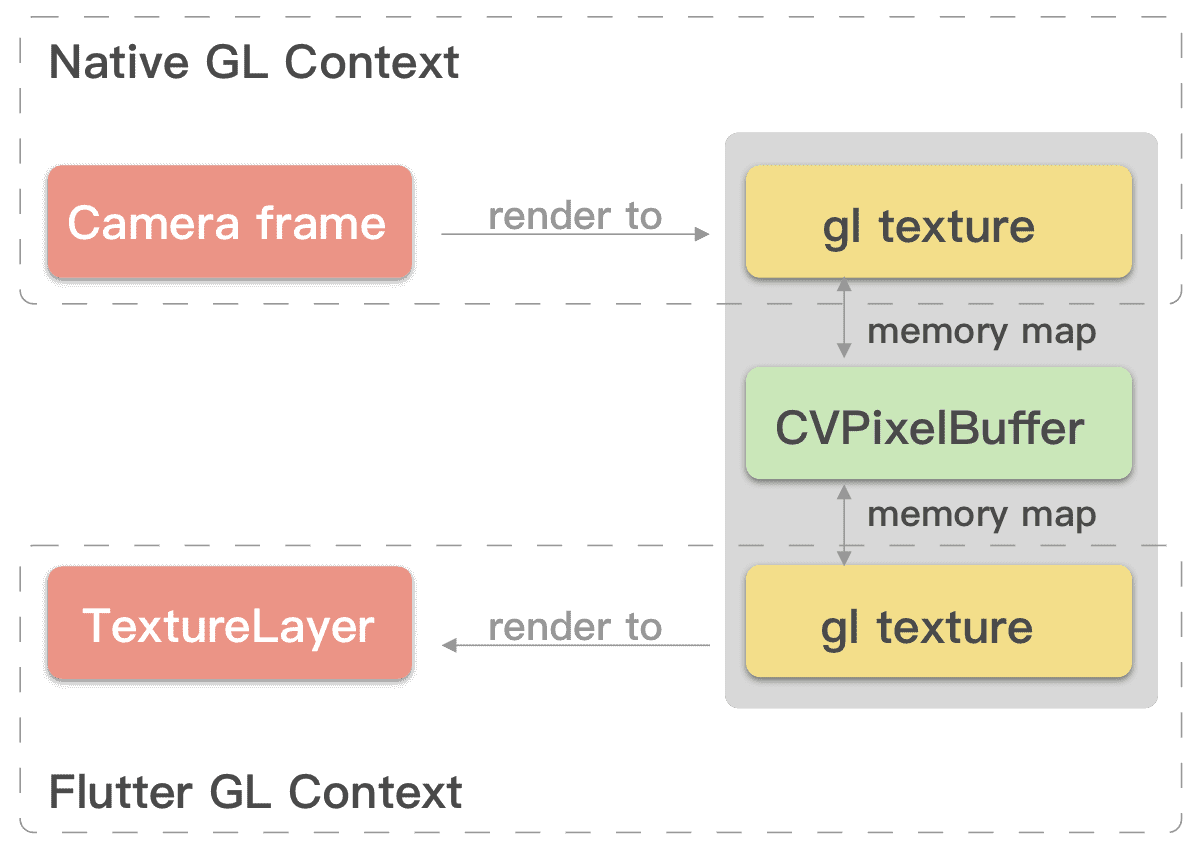 Native GL Context
Camera frame
render to
gl texture
memory map
CVPixelBuffer
memory map
TextureLayer
render to
gl texture
Flutter GL Context